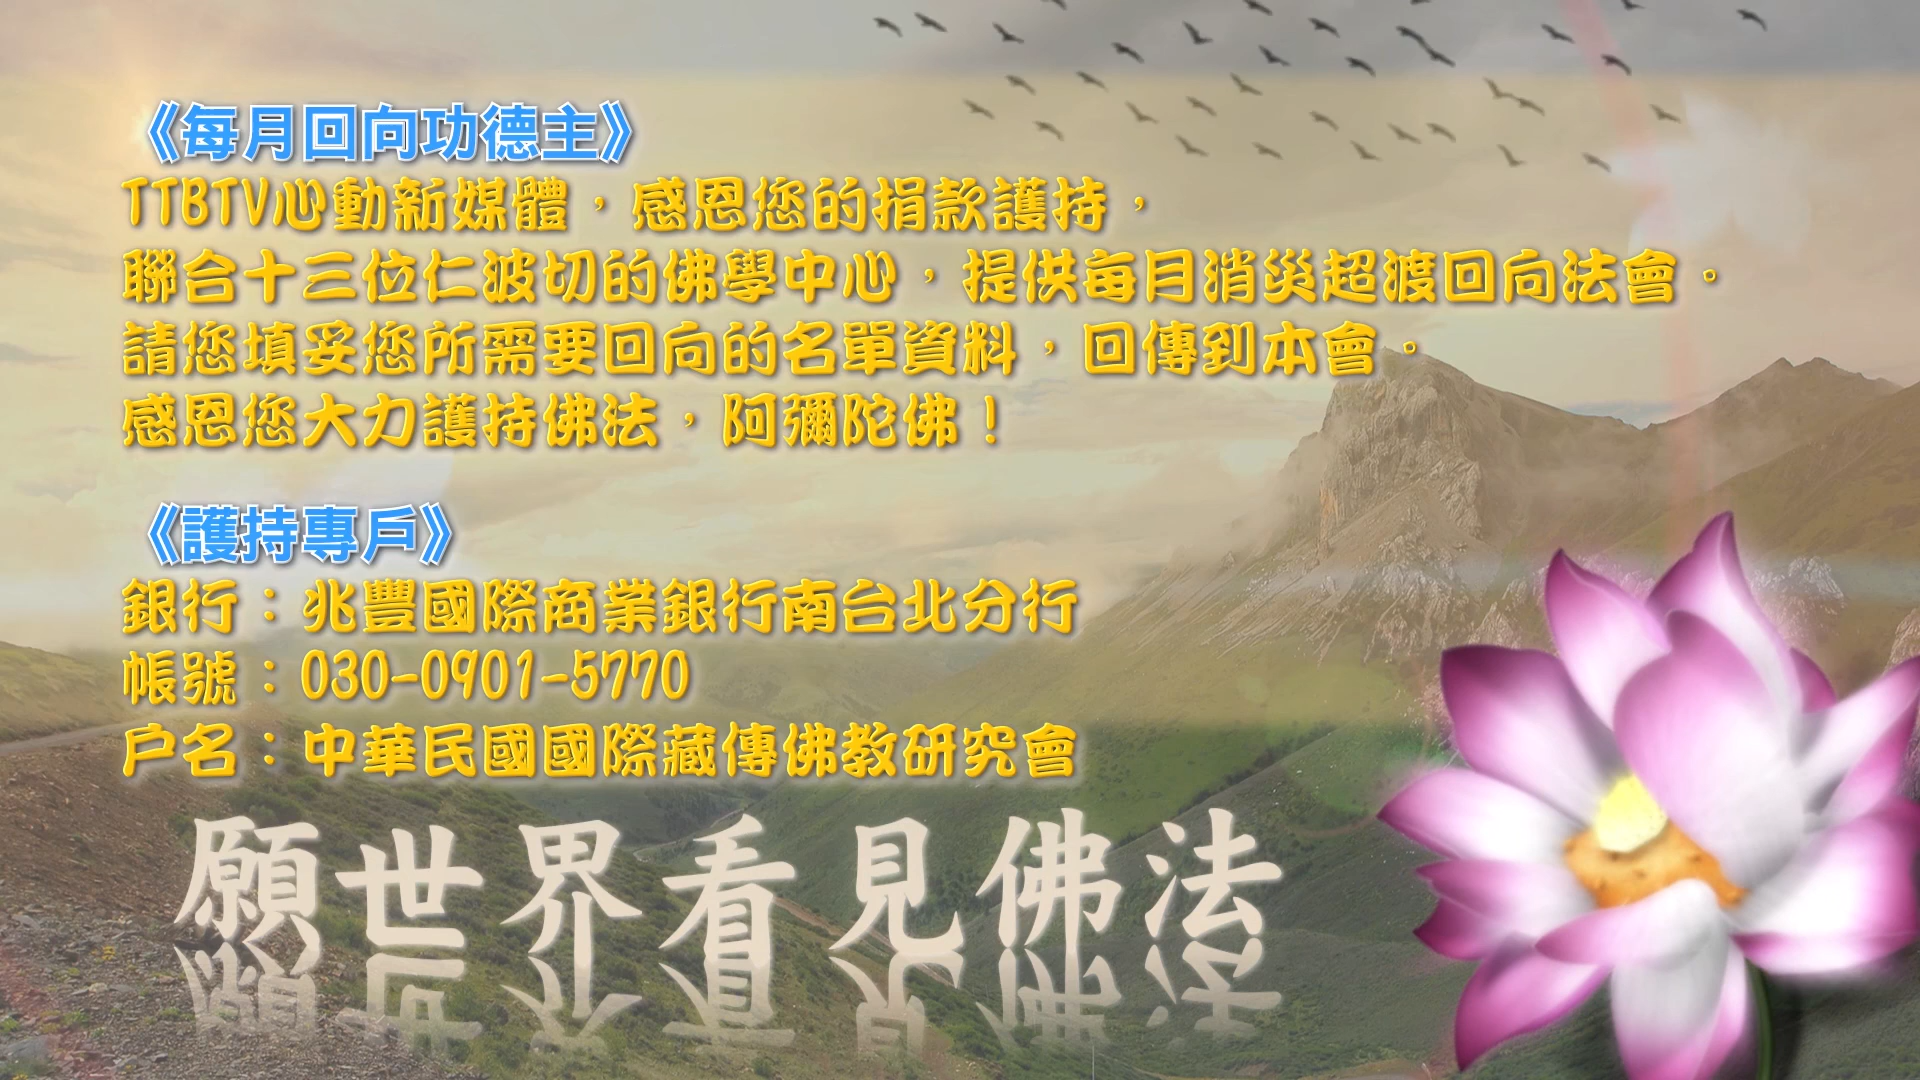 《每月回向功德主》
TTBTV心動新媒體，感恩您的捐款護持，
聯合十三位仁波切的佛學中心，提供每月消災超渡回向法會。
請您填妥您所需要回向的名單資料，回傳到本會。
感恩您大力護持佛法，阿彌陀佛！
《護持專戶》
銀行：兆豐國際商業銀行南台北分行
帳號：030-0901-5770
戶名：中華民國國際藏傳佛教研究會
願世界看見佛法